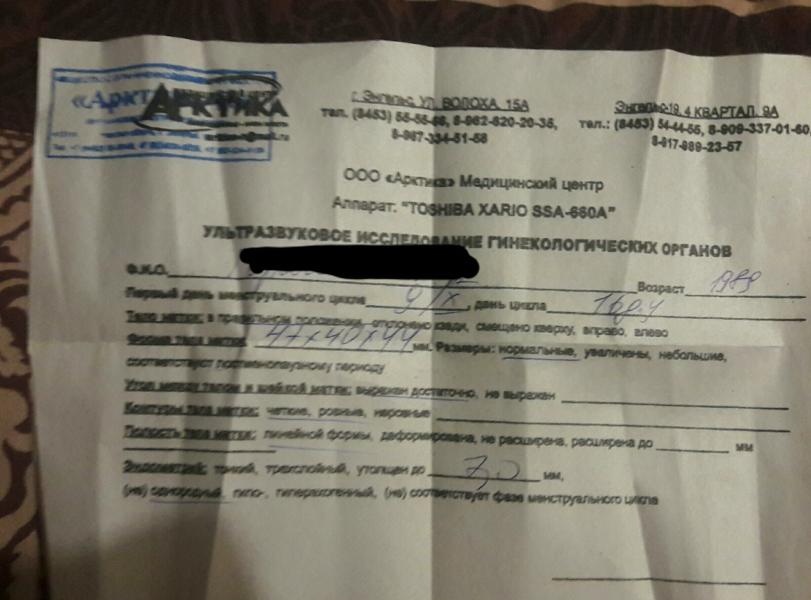 «Аркт
АРКТИКА
г. Энгельс, УЛ. ВОЛОХА, 15А
тел. (8453) 55-55-66, 8-962-620-20-35,
8-967-334-51-58
Энгельс-19, 4 КВАРТАЛ, 9А
тел.: (8453) 54-44-55, 8-909-337-01-60,
8-917-989-23-57
ООО «Арктика» Медицинский центр
Аппарат: "TOSHIBA XARIO SSA-660A"
УЛЬТРАЗВУКОВОЕ ИССЛЕДОВАНИЕ ГИНЕКОЛОГИЧЕСКИХ ОРГАНОВ
Ф.И.О. Возраст 1989
Первый день менструального цикла 9/IX, день цикла
Тело матки: в правильном положении, отклонено кзади, смещено кверху, вправо, влево
Форма тела матки: 47х40х44 мм. Размеры: нормальные, увеличены, небольшие,
соответствуют постменопаузному периоду
Угол между телом и шейкой матки: выражен достаточно, не выражен
Контуры тела матки: четкие, ровные, неровные
Полость тела матки: линейной формы, деформирована, не расширена, расширена до мм
Эндометрий: тонкий, трехслойный, утолщен до 7,0 мм,
(не) однородный, гипо-, гиперэхогенный, (не) соответствует фазе менструального цикла